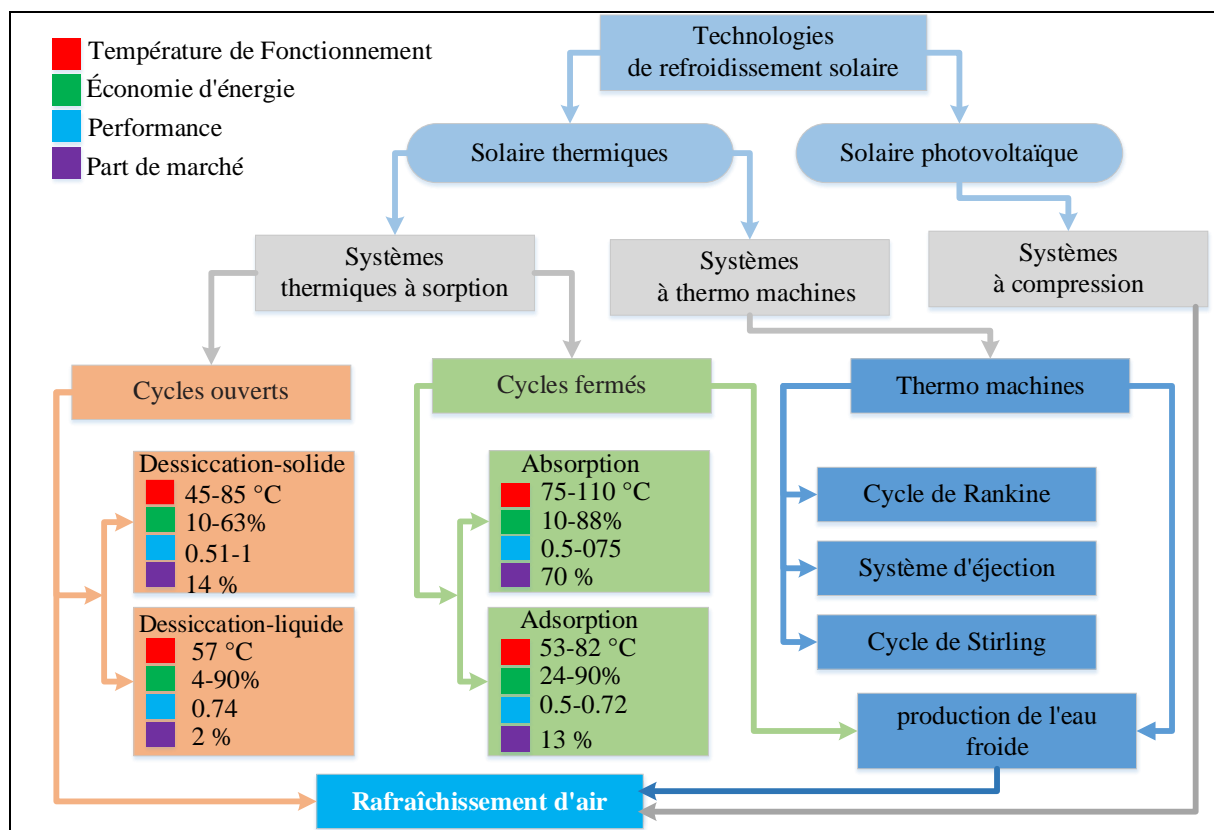 Température de Fonctionnement
Économie d'énergie
Performance
Part de marché
Technologies
de refroidissement solaire
Solaire thermiques
Solaire photovoltaïque
Systèmes
thermiques à sorption
Systèmes
à thermo machines
Systèmes
à compression
Cycles ouverts
Cycles fermés
Thermo machines
Dessiccation-solide
45-85 °C
10-63%
0.51-1
14 %
Dessiccation-liquide
57 °C
4-90%
0.74
2 %
Absorption
75-110 °C
10-88%
0.5-075
70 %
Adsorption
53-82 °C
24-90%
0.5-0.72
13 %
Cycle de Rankine
Système d'éjection
Cycle de Stirling
production de l'eau
froide
Rafraîchissement d'air